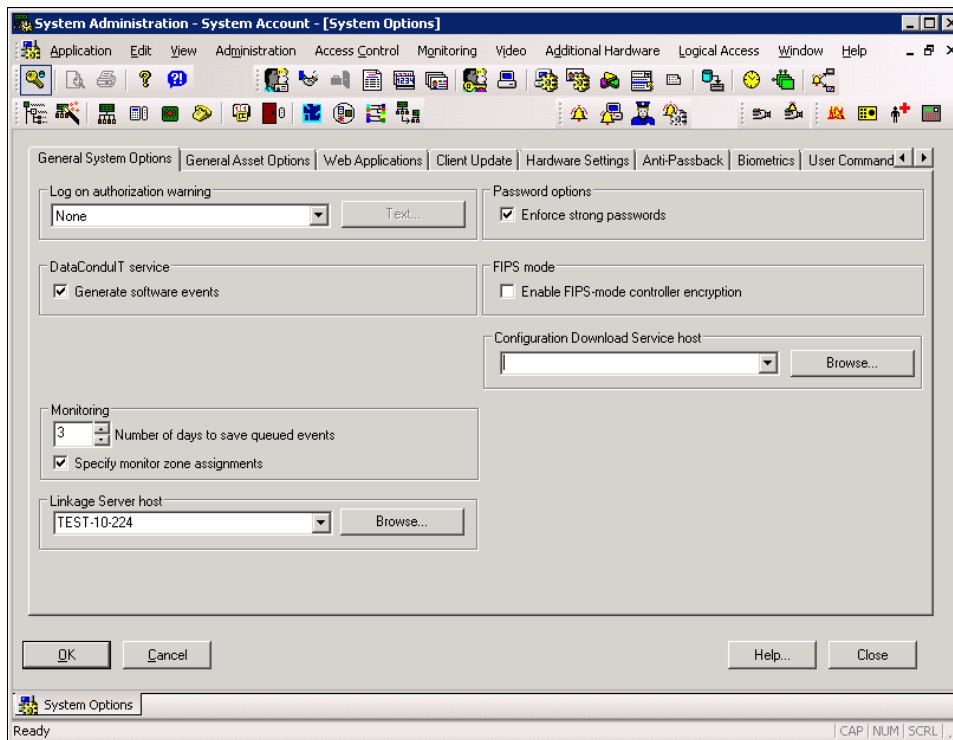 System Administration - System Account - [System Options]
Application Edit View Administration Access Control Monitoring Video Additional Hardware Logical Access Window Help
General System Options General Asset Options Web Applications Client Update Hardware Settings Anti-Passback Biometrics User Command
Log on authorization warning
None
Text...
Password options
Enforce strong passwords
DataConduIT service
Generate software events
FIPS mode
Enable FIPS-mode controller encryption
Configuration Download Service host
Browse...
Monitoring
3 Number of days to save queued events
Specify monitor zone assignments
Linkage Server host
TEST-10-224
Browse...
OK Cancel Help... Close
System Options
Ready CAP NUM SCRL